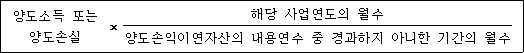 양도소득 또는
양도손실
×
해당 사업연도의 월수
양도손익이연자산의 내용연수 중 경과하지 아니한 기간의 월수